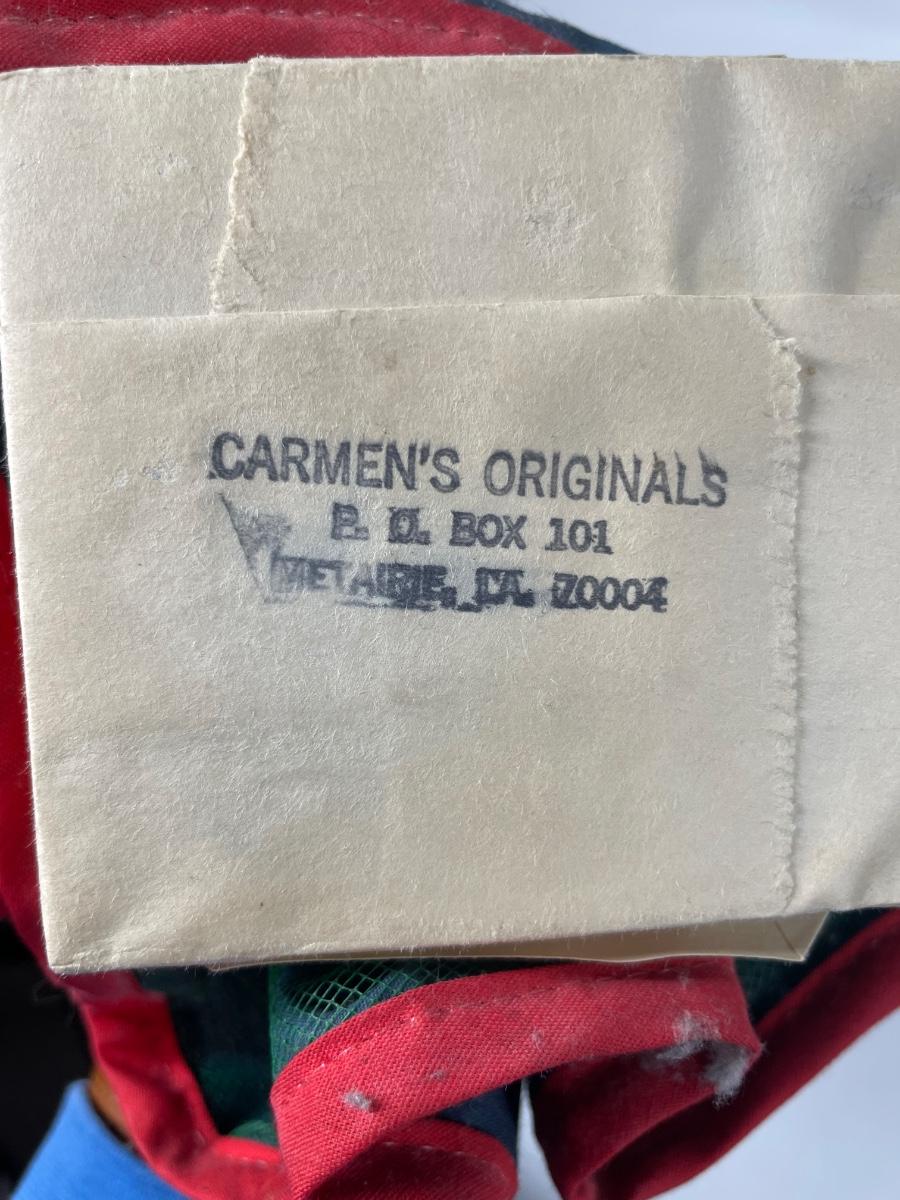 CARMEN'S ORIGINALS
P. O. BOX 101
METAIRIE, LA. 70004